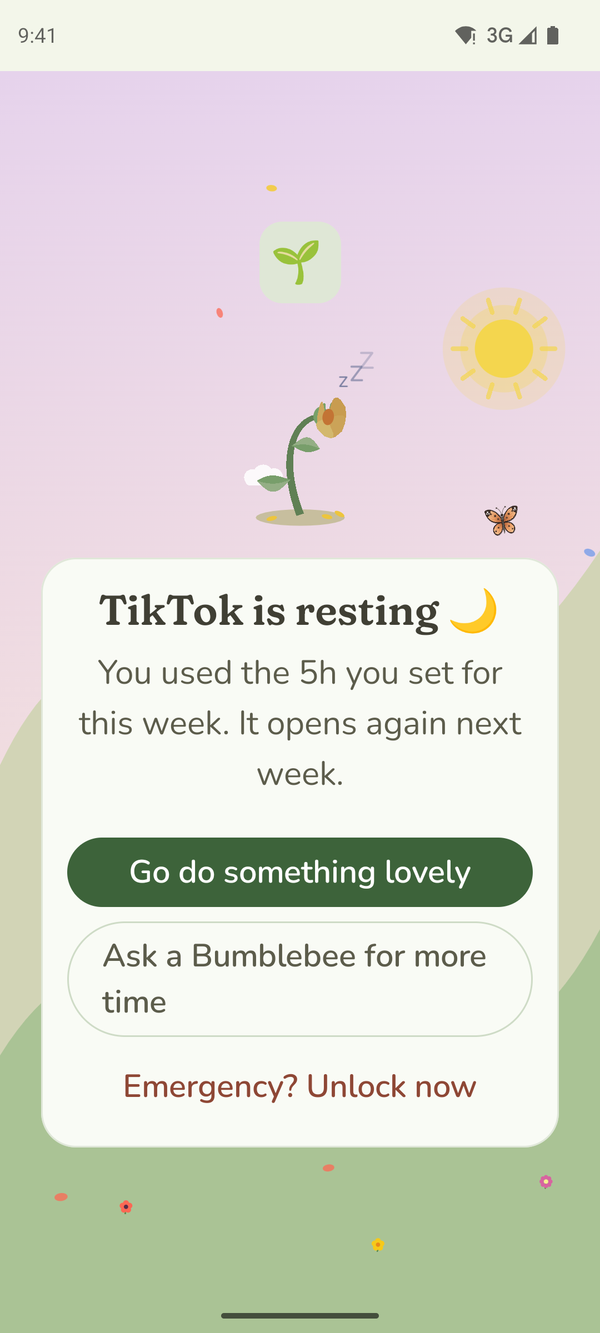 9:41
3G
z
Z
Z
TikTok is resting 🌙
You used the 5h you set for
this week. It opens again next
week.
Go do something lovely
Ask a Bumblebee for more
time
Emergency? Unlock now